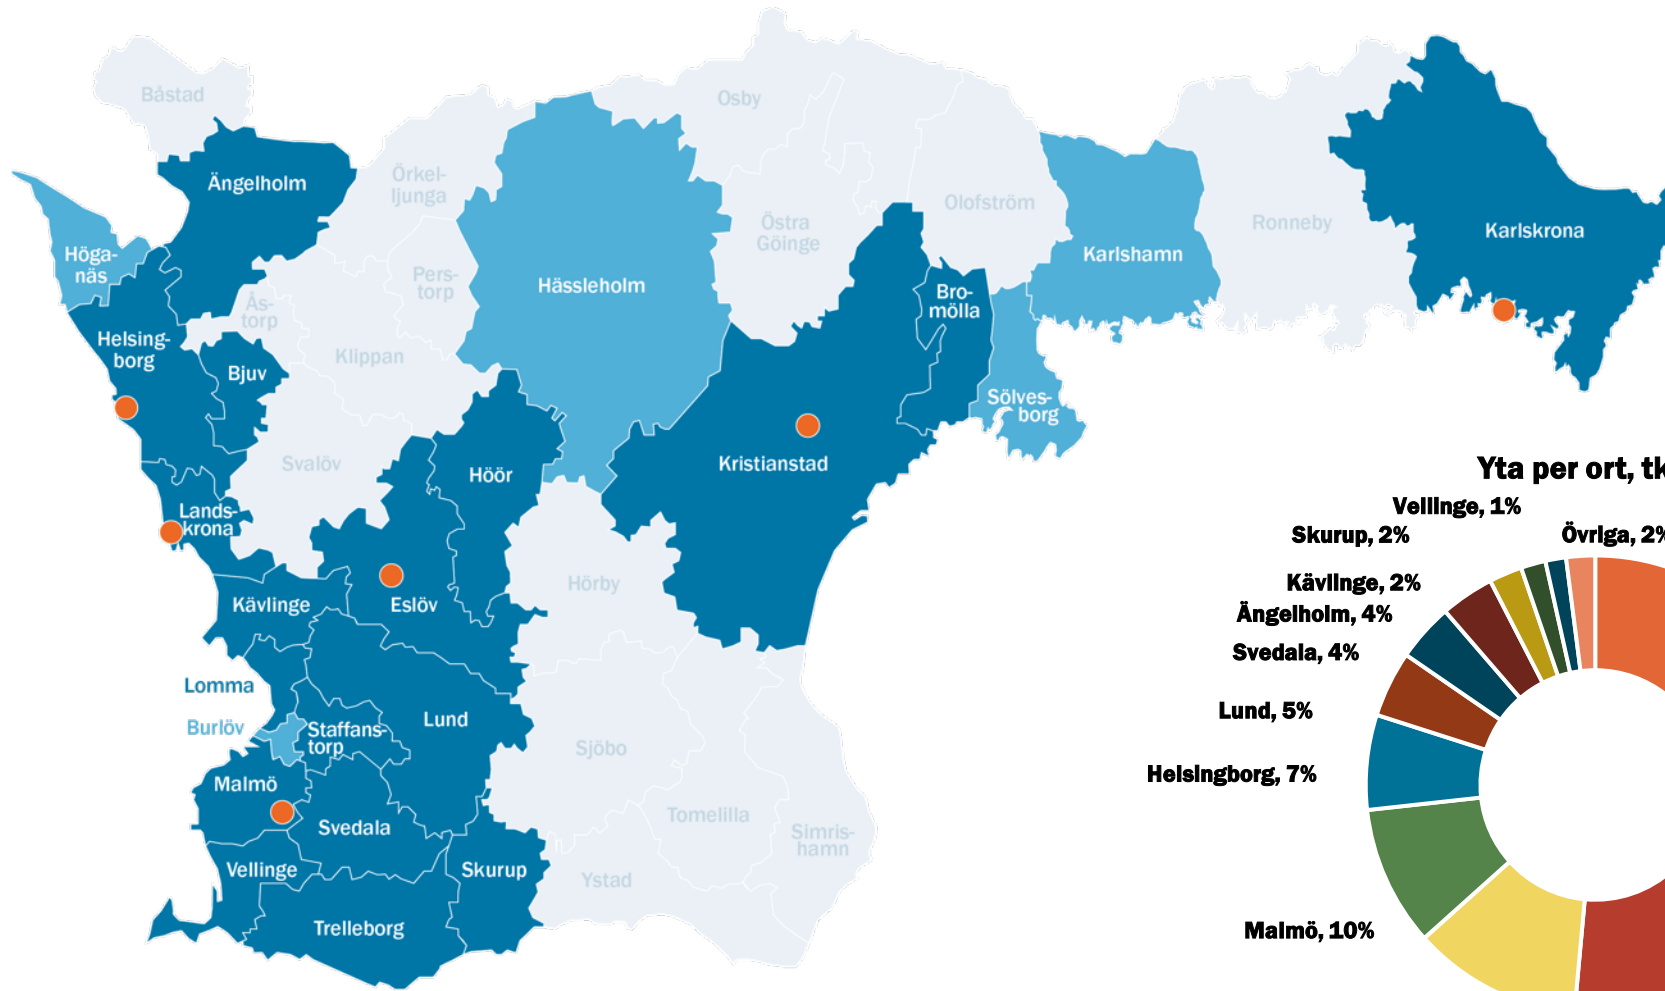 Båstad
Osby
Ängelholm
Örkel-
ljunga
Olofström
Östra
Göinge
Ronneby
Karlskrona
Höga-
näs
Karlshamn
Pers-
torp
Hässleholm
Bro-
mölla
Ås-
torp
Helsing-
borg
Klippan
Bjuv
Sölves-
borg
Svalöv
Höör
Kristianstad
Lands-
krona
Hörby
Kävlinge
Eslöv
Lomma
Burlöv
Staffans-
torp
Lund
Sjöbo
Malmö
Svedala
Tomelilla
Simris-
hamn
Vellinge
Skurup
Ystad
Trelleborg
Yta per ort, tk
Vellinge, 1%
Skurup, 2%
Övriga, 2%
Kävlinge, 2%
Ängelholm, 4%
Svedala, 4%
Lund, 5%
Helsingborg, 7%
Malmö, 10%